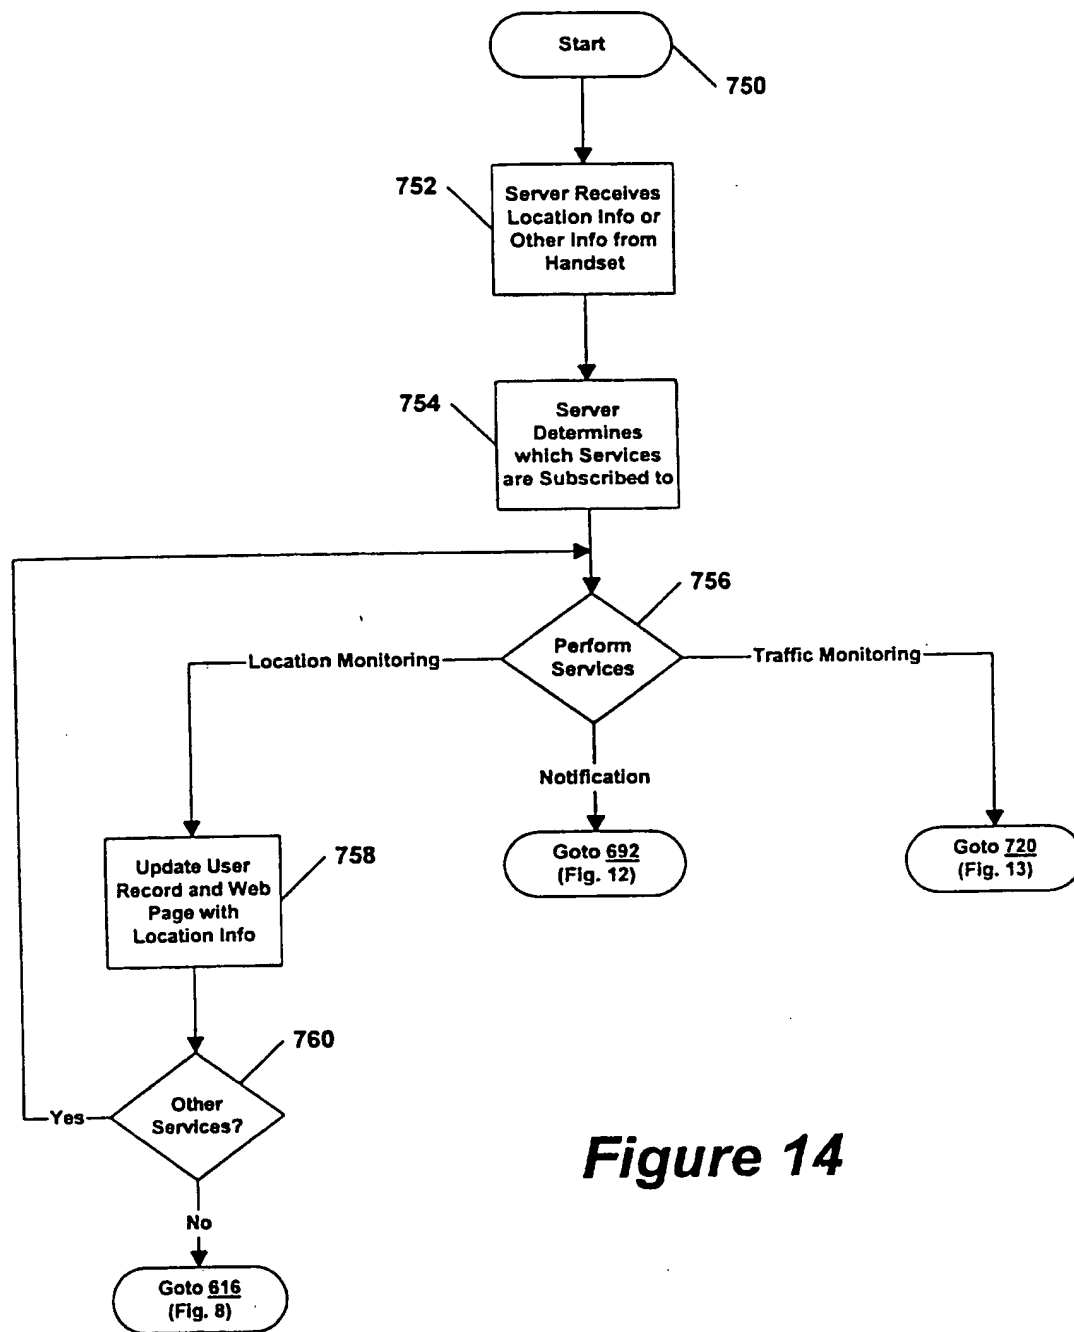 Start
750
752
Server Receives
Location Info or
Other Info from
Handset
754
Server
Determines
which Services
are Subscribed to
756
Perform
Services
Location Monitoring
Traffic Monitoring
Notification
Goto 692
(Fig. 12)
Goto 720
(Fig. 13)
758
Update User
Record and Web
Page with
Location Info
760
Other
Services?
Yes
No
Goto 616
(Fig. 8)
Figure 14